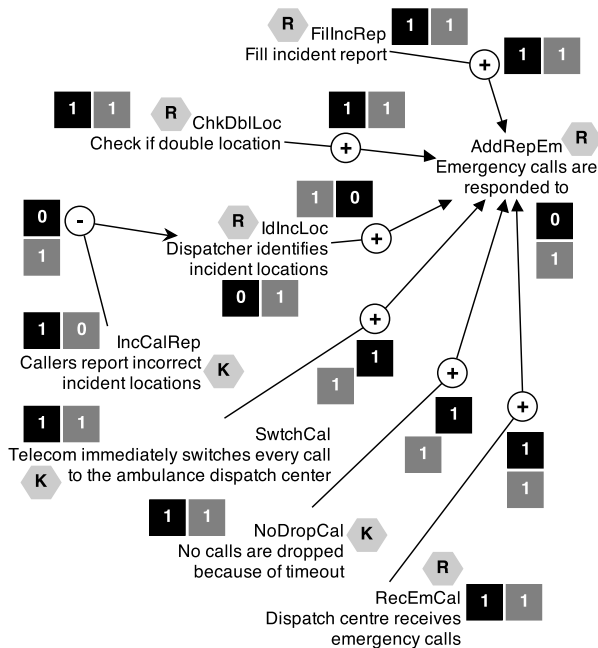 R
FillIncRep
1 1
Fill incident report
+
1 1
1 1
R
ChkDblLoc
1 1
Check if double location
+
AddRepEm
R
Emergency calls are
responded to
1 0
0
-
R
IdIncLoc
Dispatcher identifies
incident locations
+
0
1
1
0 1
1 0
IncCalRep
Callers report incorrect
incident locations
K
+
1
1
1 1
SwtchCal
Telecom immediately switches every call
to the ambulance dispatch center
K
+
1
1
+
1
1
1 1
NoDropCal
K
No calls are dropped
because of timeout
R
RecEmCal
1 1
Dispatch centre receives
emergency calls